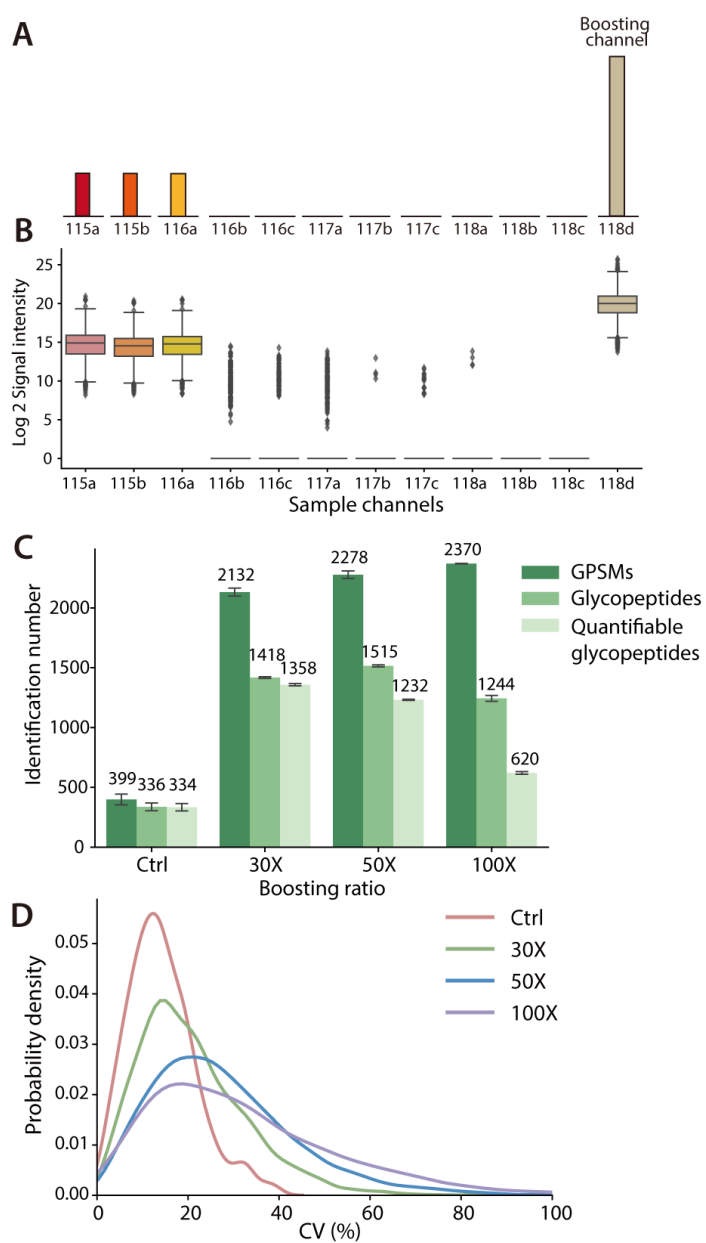 A
Boosting
channel
115a 115b 116a 116b 116c 117a 117b 117c 118a 118b 118c 118d
B
Log 2 Signal intensity
25
20
15
10
5
0
115a 115b 116a 116b 116c 117a 117b 117c 118a 118b 118c 118d
Sample channels
C
Identification number
2000
1500
1000
500
0
399 336 334
2132 1418 1358
2278 1515 1232
2370 1244 620
GPSMs
Glycopeptides
Quantifiable
glycopeptides
Ctrl 30X 50X 100X
Boosting ratio
D
Probability density
0.05
0.04
0.03
0.02
0.01
0.00
Ctrl
30X
50X
100X
0 20 40 60 80 100
CV (%)